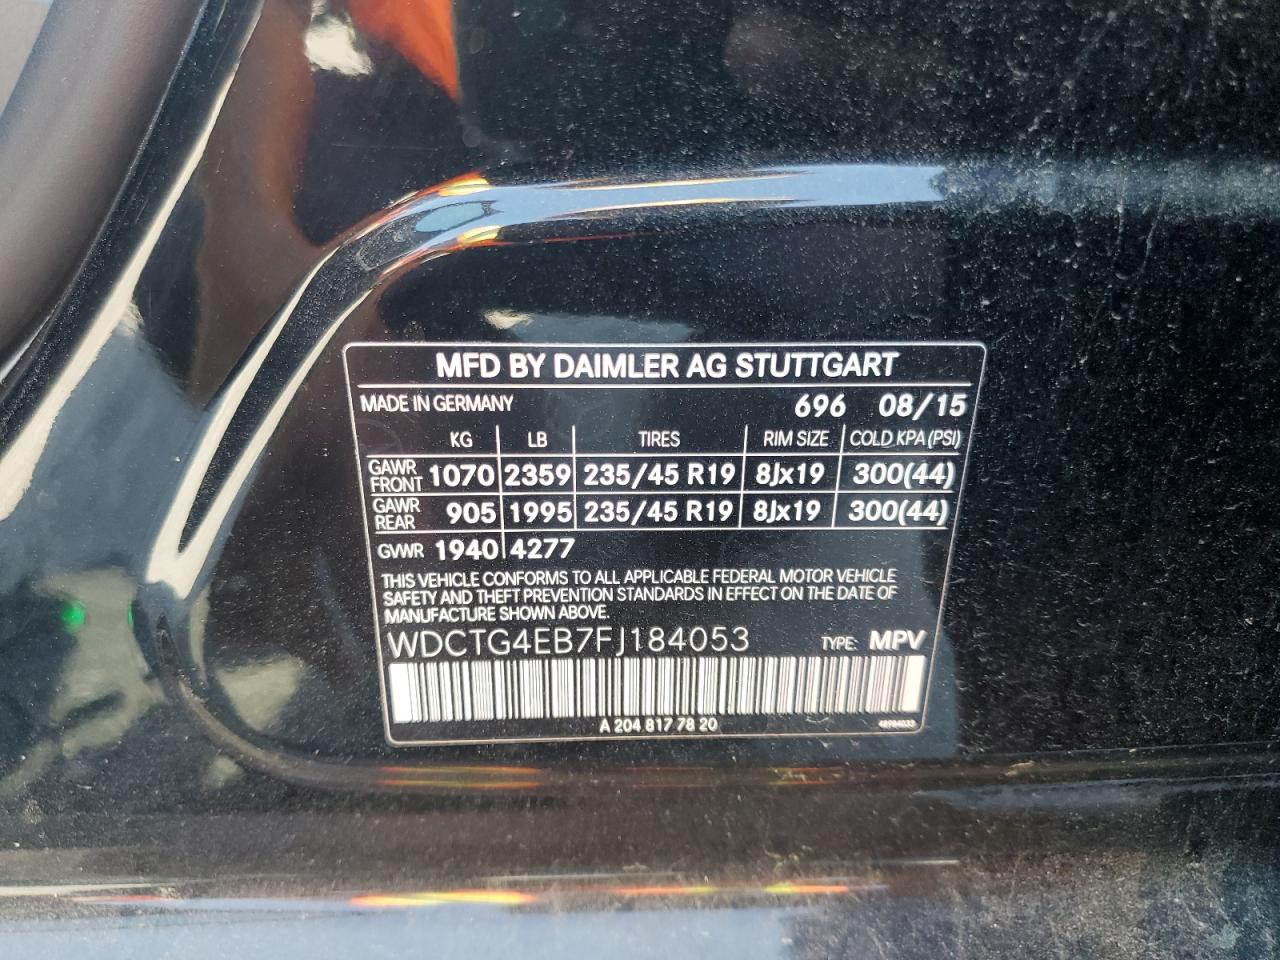 MFD BY DAIMLER AG STUTTGART
MADE IN GERMANY 696 08/15
KG LB TIRES RIM SIZE COLD KPA (PSI)
GAWR FRONT 1070 2359 235/45 R19 8Jx19 300(44)
GAWR REAR 905 1995 235/45 R19 8Jx19 300(44)
GVWR 1940 4277
THIS VEHICLE CONFORMS TO ALL APPLICABLE FEDERAL MOTOR VEHICLE
SAFETY AND THEFT PREVENTION STANDARDS IN EFFECT ON THE DATE OF
MANUFACTURE SHOWN ABOVE.
WDCTG4EB7FJ184053 TYPE: MPV
A 204 817 78 20